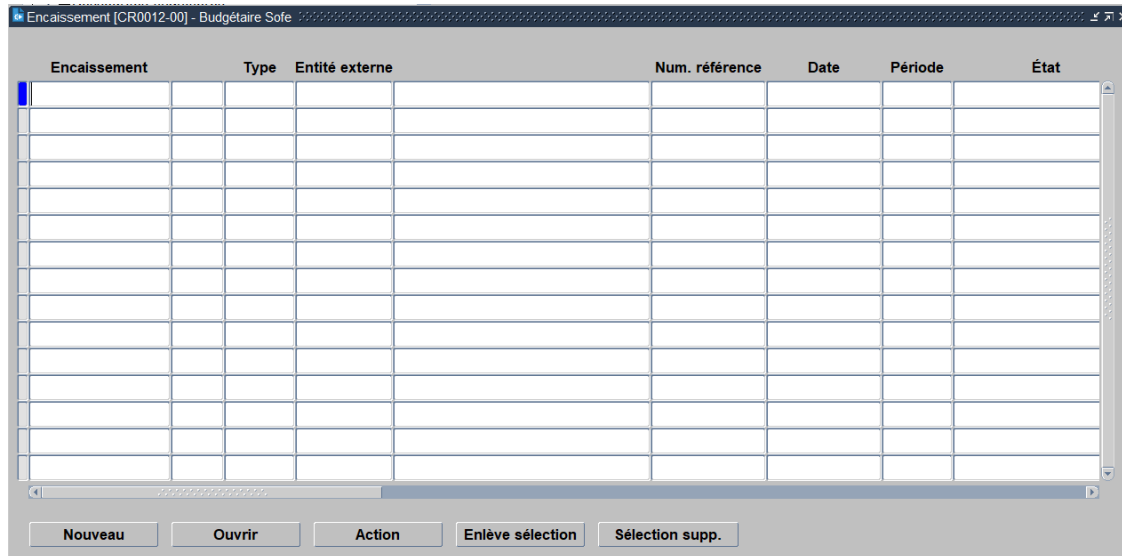 Encaissement [CR0012-00] - Budgétaire Sofe
Encaissement Type Entité externe Num. référence Date Période État
Nouveau Ouvrir Action Enlève sélection Sélection supp.